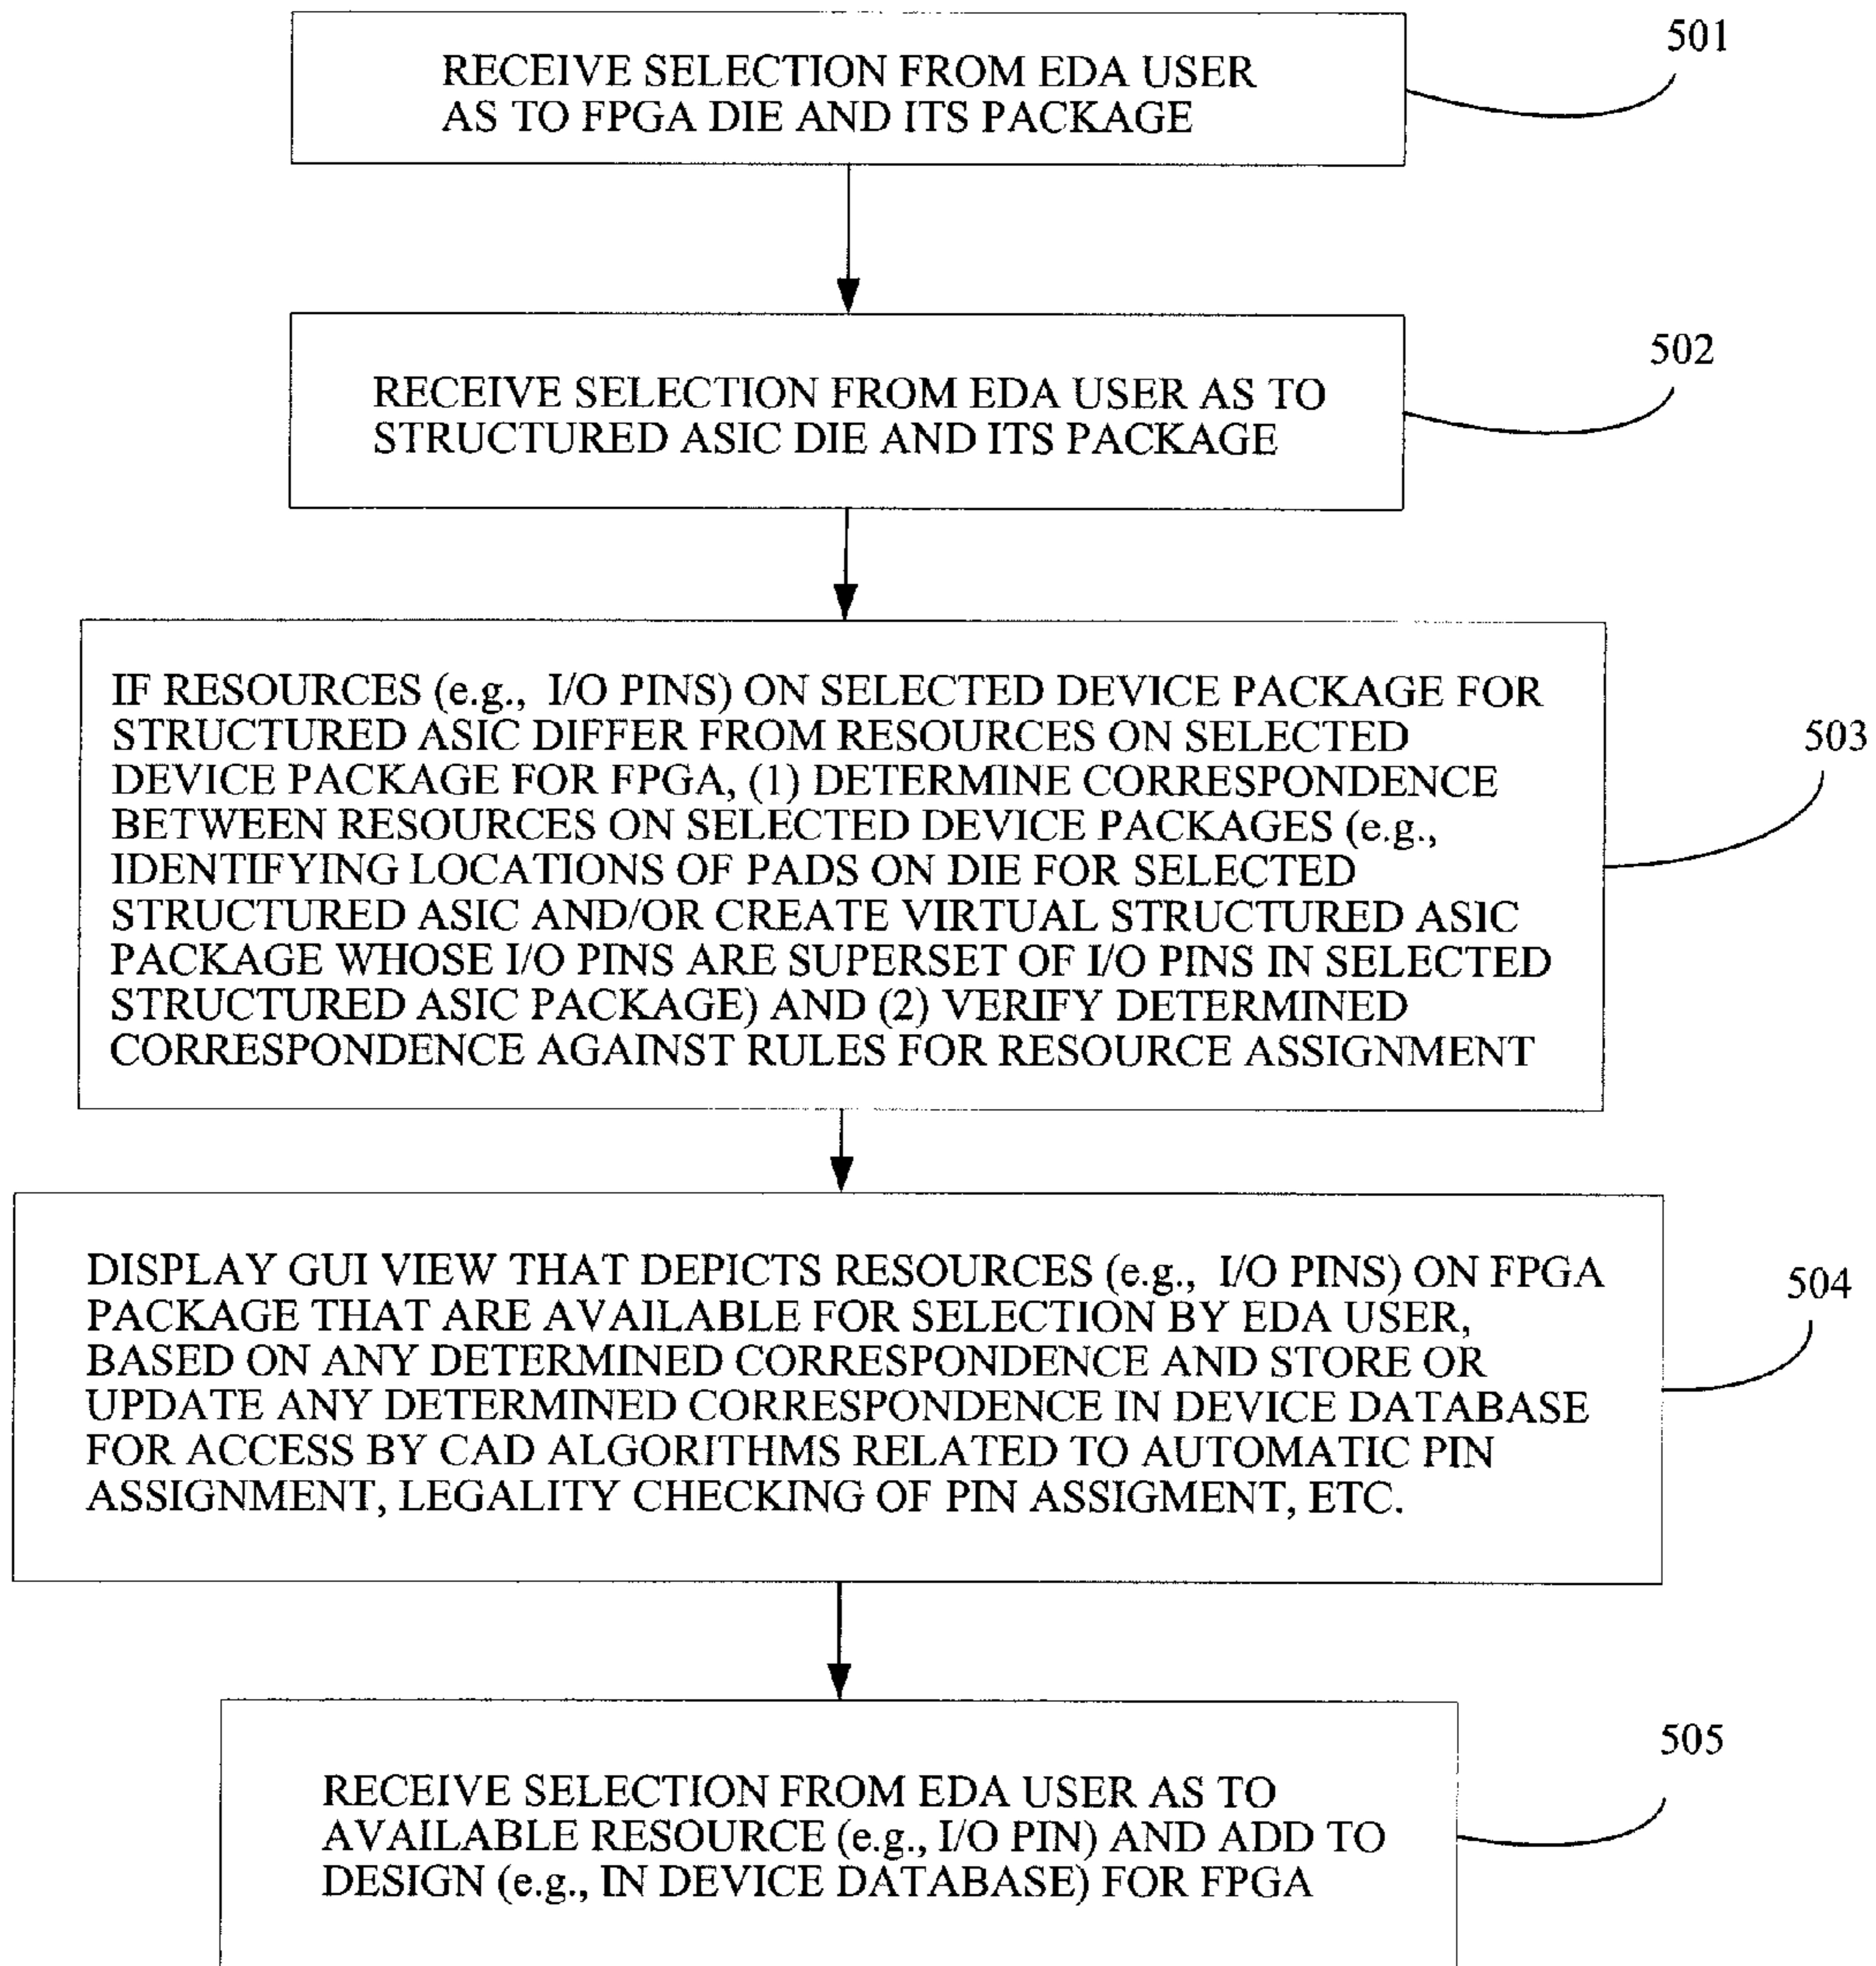 RECEIVE SELECTION FROM EDA USER
AS TO FPGA DIE AND ITS PACKAGE
501
RECEIVE SELECTION FROM EDA USER AS TO
STRUCTURED ASIC DIE AND ITS PACKAGE
502
IF RESOURCES (e.g., I/O PINS) ON SELECTED DEVICE PACKAGE FOR
STRUCTURED ASIC DIFFER FROM RESOURCES ON SELECTED
DEVICE PACKAGE FOR FPGA, (1) DETERMINE CORRESPONDENCE
BETWEEN RESOURCES ON SELECTED DEVICE PACKAGES (e.g.,
IDENTIFYING LOCATIONS OF PADS ON DIE FOR SELECTED
STRUCTURED ASIC AND/OR CREATE VIRTUAL STRUCTURED ASIC
PACKAGE WHOSE I/O PINS ARE SUPERSET OF I/O PINS IN SELECTED
STRUCTURED ASIC PACKAGE) AND (2) VERIFY DETERMINED
CORRESPONDENCE AGAINST RULES FOR RESOURCE ASSIGNMENT
503
DISPLAY GUI VIEW THAT DEPICTS RESOURCES (e.g., I/O PINS) ON FPGA
PACKAGE THAT ARE AVAILABLE FOR SELECTION BY EDA USER,
BASED ON ANY DETERMINED CORRESPONDENCE AND STORE OR
UPDATE ANY DETERMINED CORRESPONDENCE IN DEVICE DATABASE
FOR ACCESS BY CAD ALGORITHMS RELATED TO AUTOMATIC PIN
ASSIGNMENT, LEGALITY CHECKING OF PIN ASSIGMENT, ETC.
504
RECEIVE SELECTION FROM EDA USER AS TO
AVAILABLE RESOURCE (e.g., I/O PIN) AND ADD TO
DESIGN (e.g., IN DEVICE DATABASE) FOR FPGA
505